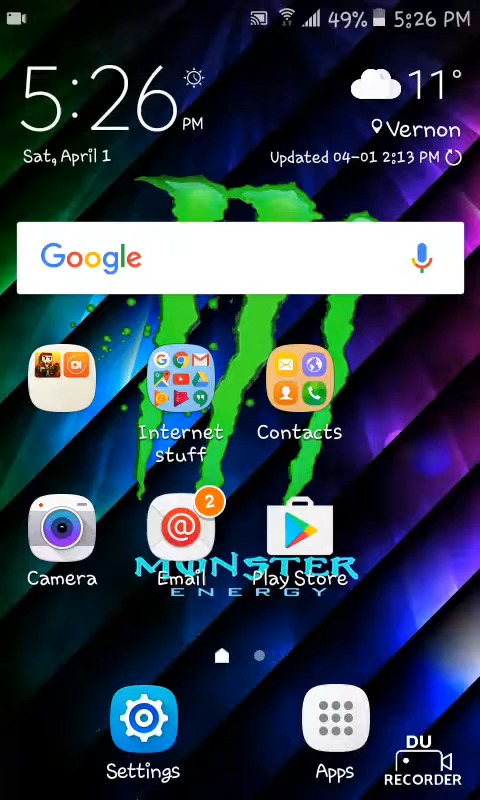 49% 5:26 PM
5:26 PM
11°
Vernon
Sat, April 1
Updated 04-01 2:13 PM
Google
Internet stuff
Contacts
2
Camera
Email
Play Store
MONSTER
ENERGY
Settings
Apps
DU
RECORDER